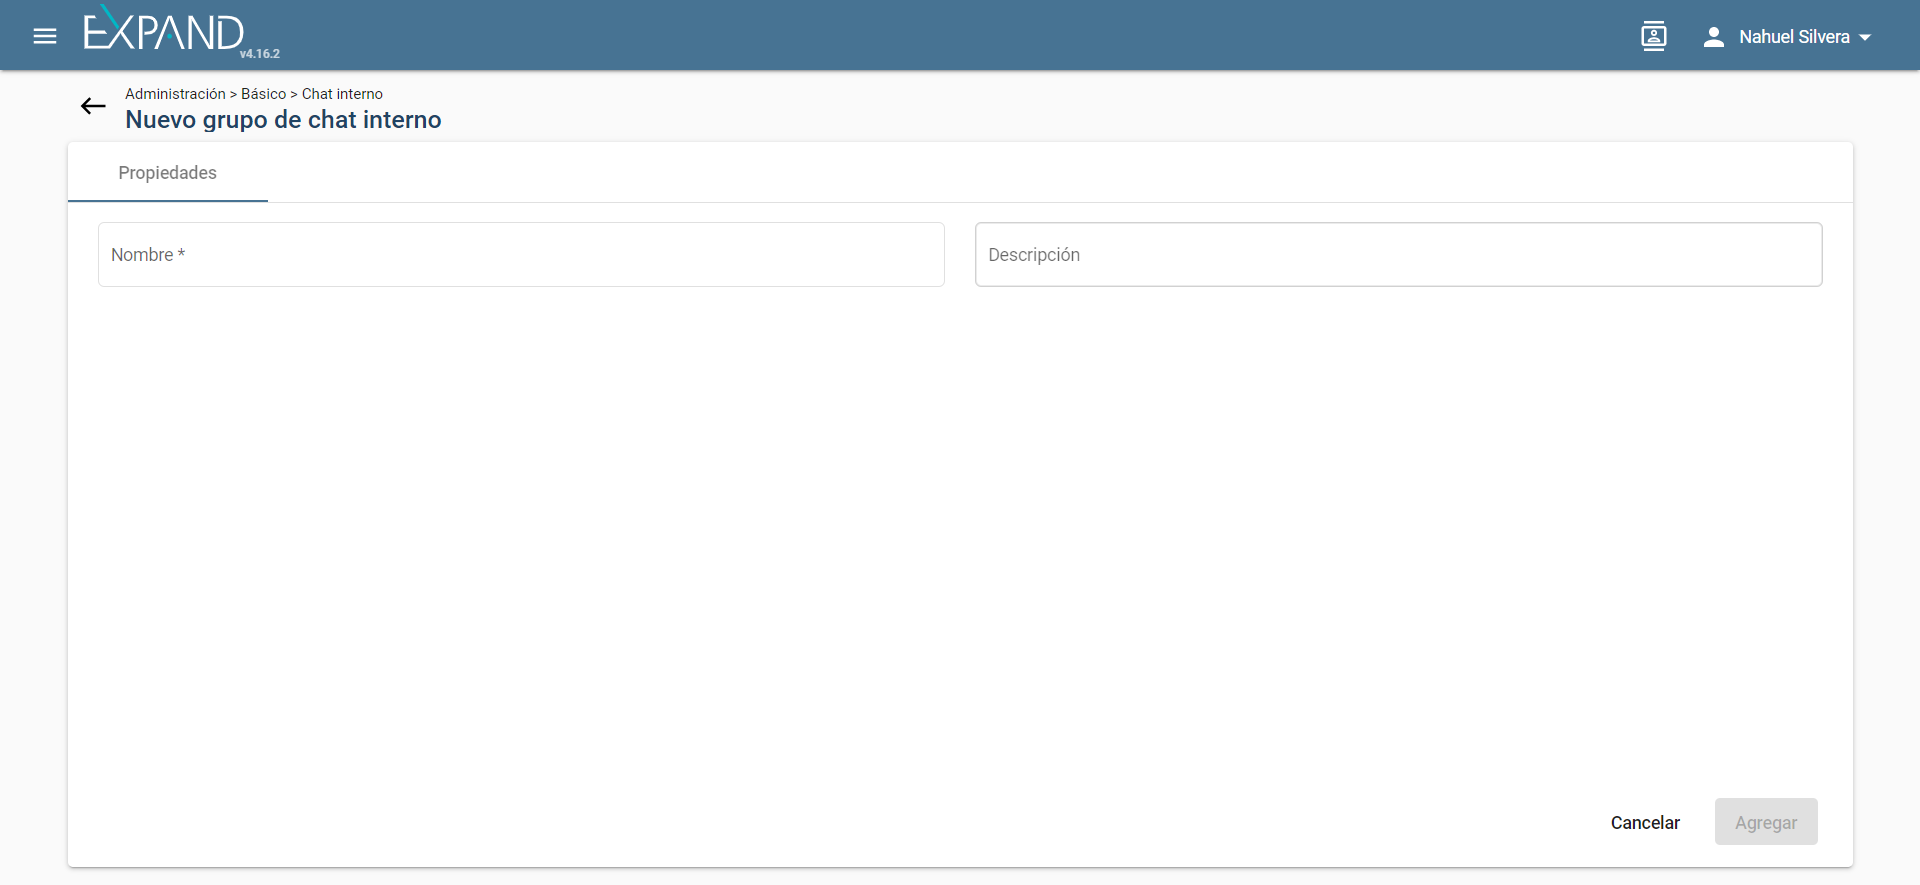 EXPAND
v4.16.2
Nahuel Silvera
Administración > Básico > Chat interno
Nuevo grupo de chat interno
Propiedades
Nombre *
Descripción
Cancelar
Agregar